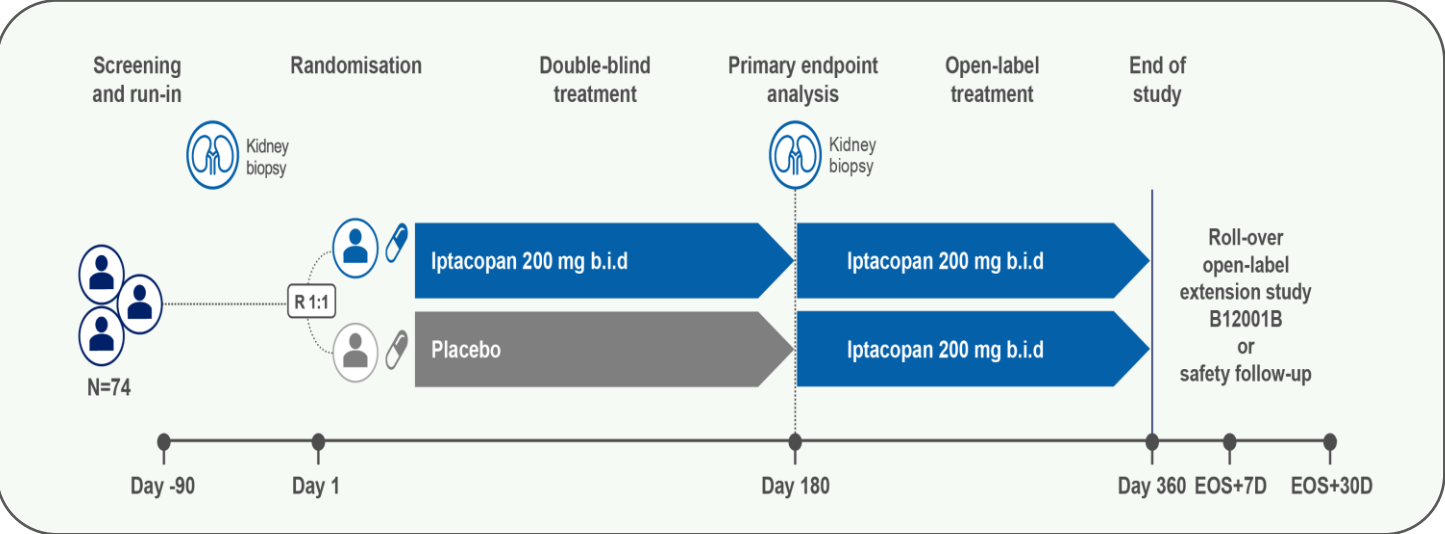 Screening
and run-in
Randomisation
Double-blind
treatment
Primary endpoint
analysis
Open-label
treatment
End of
study
Kidney
biopsy
Kidney
biopsy
N=74
R 1:1
Iptacopan 200 mg b.i.d
Iptacopan 200 mg b.i.d
Placebo
Iptacopan 200 mg b.i.d
Roll-over
open-label
extension study
B12001B
or
safety follow-up
Day -90
Day 1
Day 180
Day 360
EOS+7D
EOS+30D